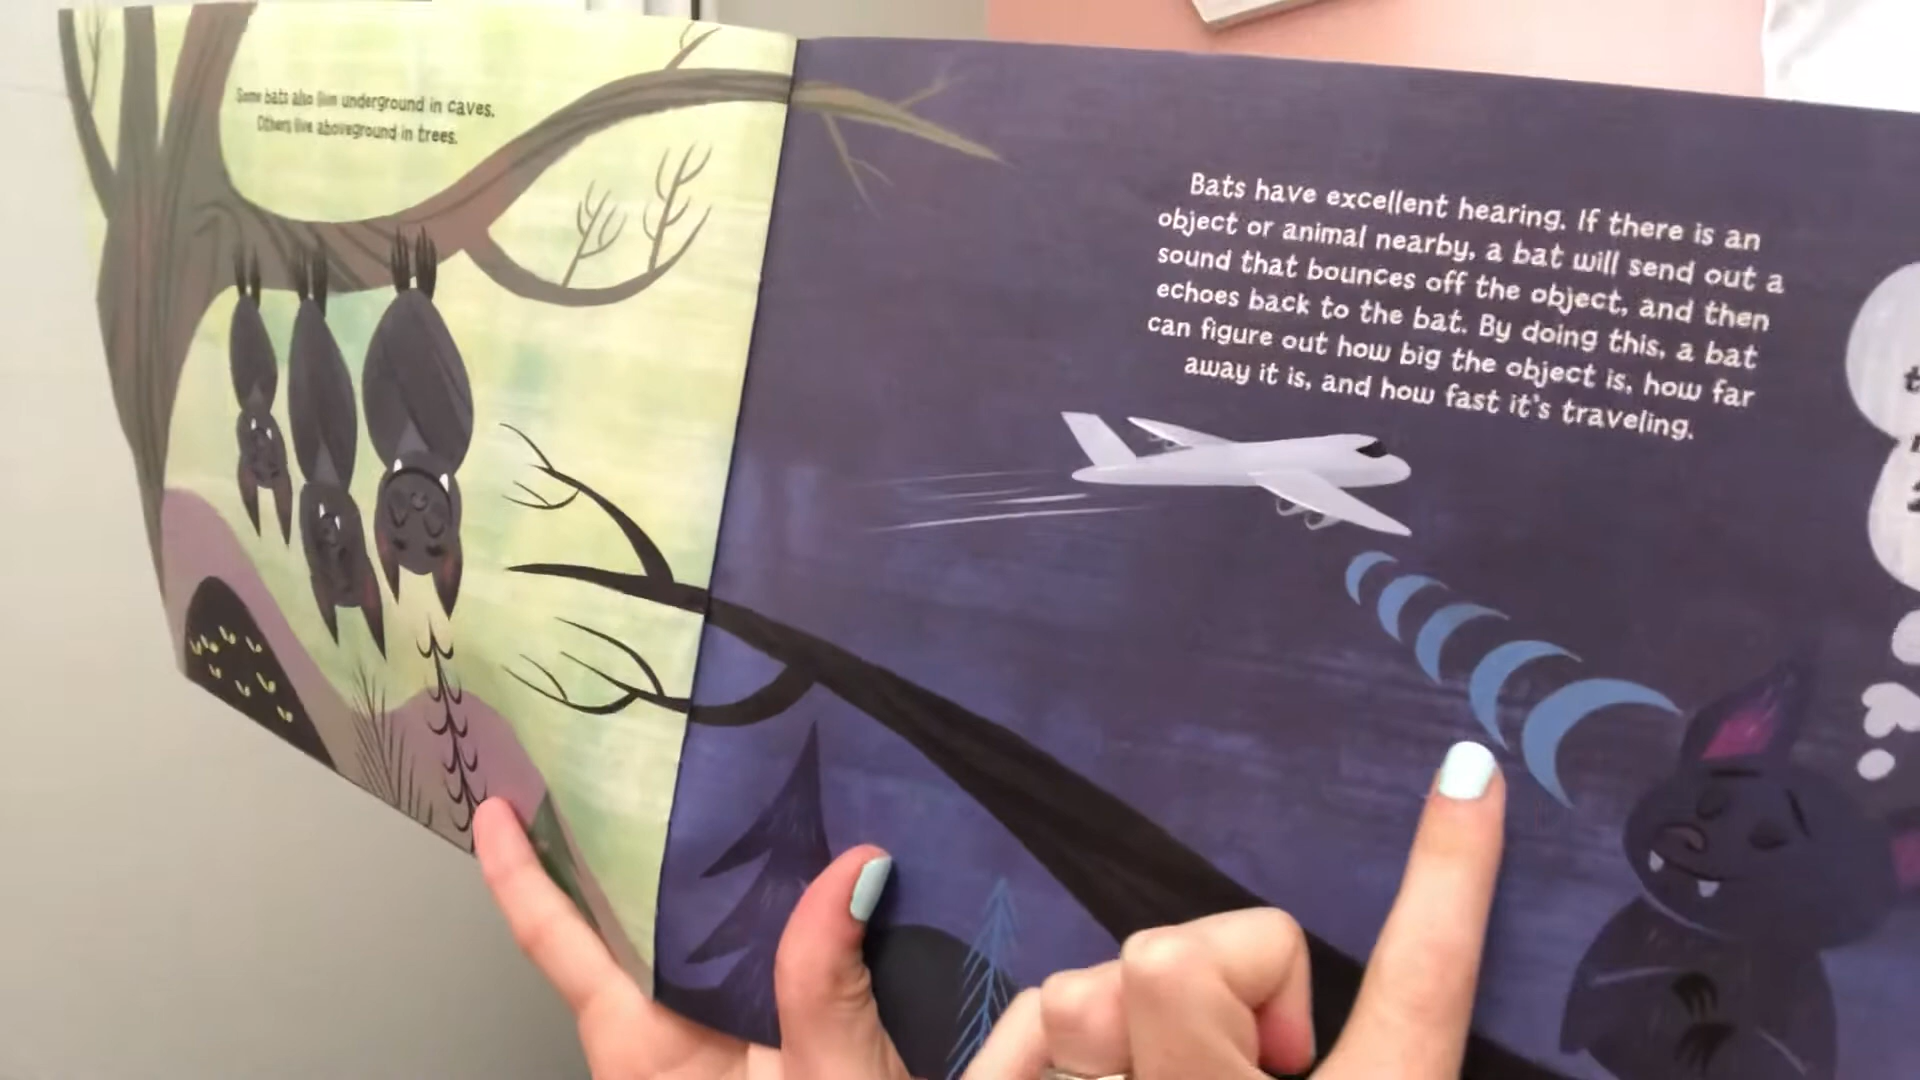 Some bats also live underground in caves.
Others live aboveground in trees.
Bats have excellent hearing. If there is an
object or animal nearby, a bat will send out a
sound that bounces off the object, and then
echoes back to the bat. By doing this, a bat
can figure out how big the object is, how far
away it is, and how fast it's traveling.